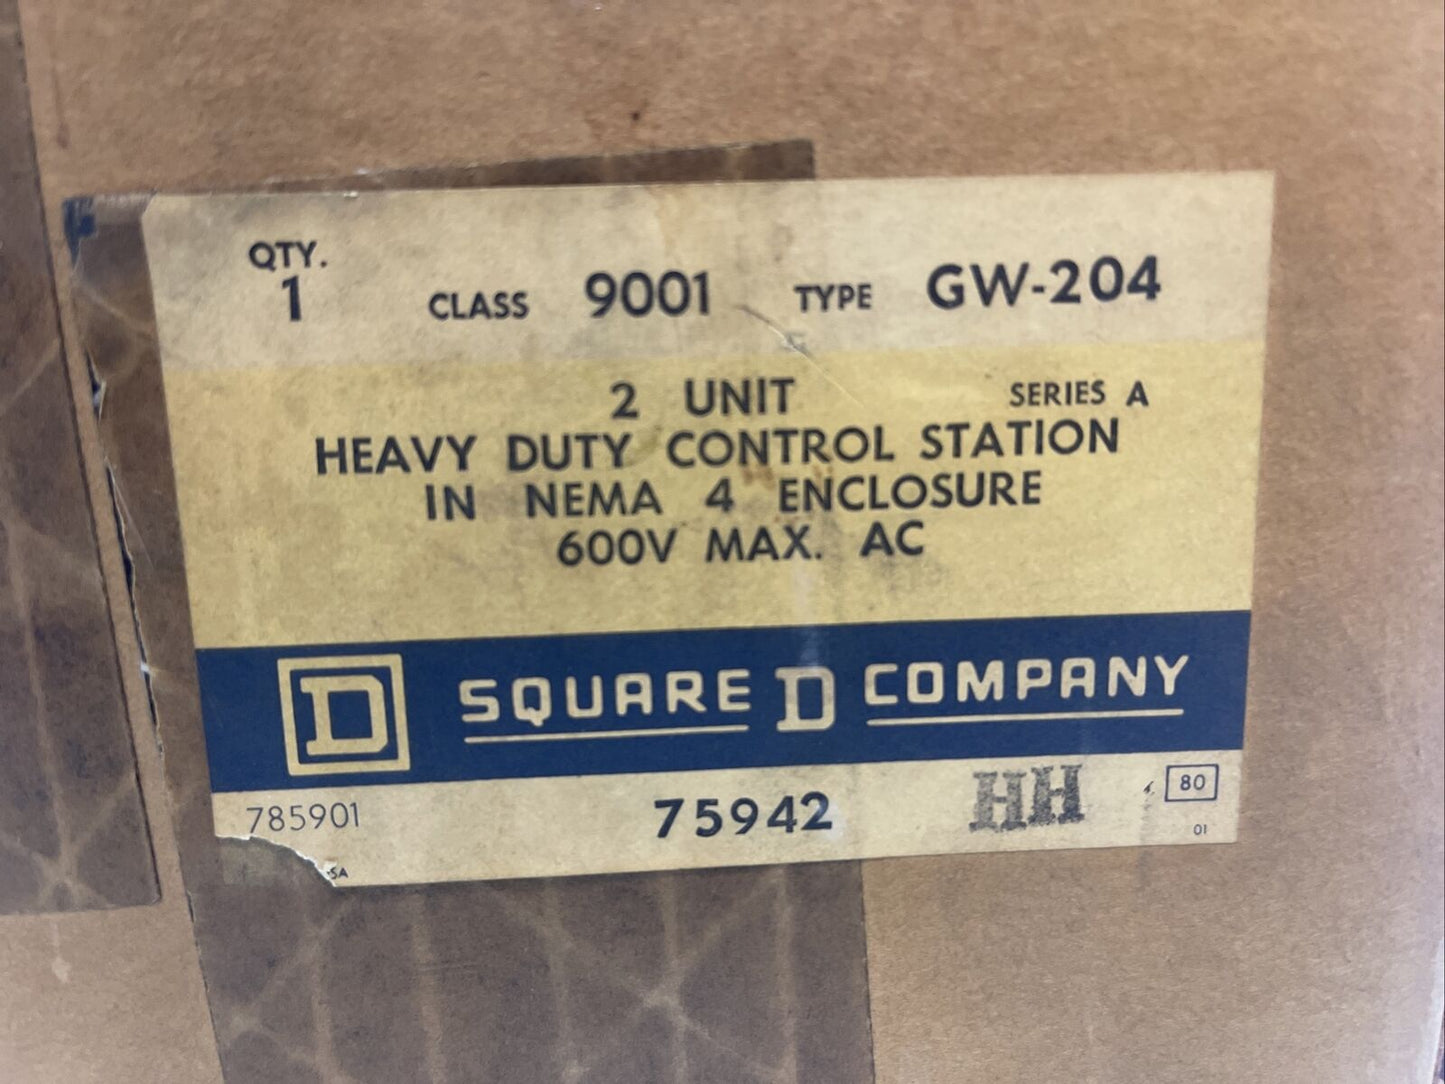 QTY.
1 CLASS 9001 TYPE GW-204
2 UNIT SERIES A
HEAVY DUTY CONTROL STATION
IN NEMA 4 ENCLOSURE
600V MAX. AC
D SQUARE D COMPANY
785901 75942 HH 80
01